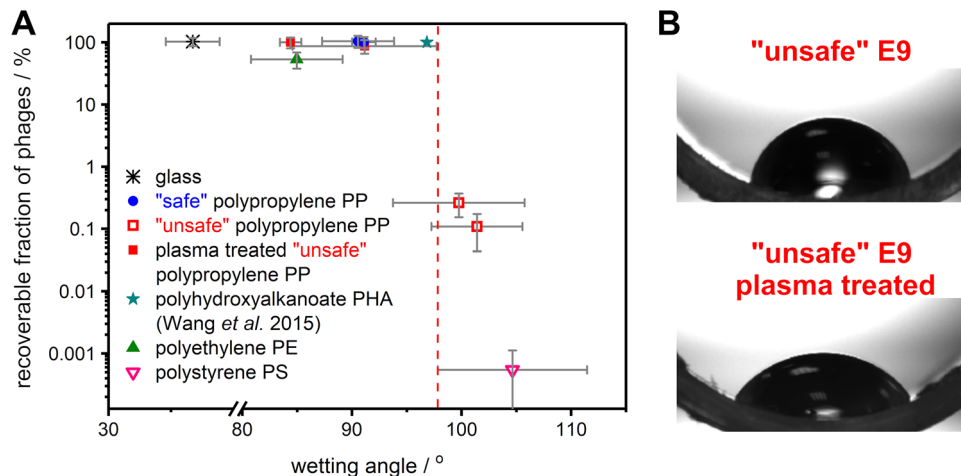 A
recoverable fraction of phages / %
100
10
1
0.1
0.01
0.001
glass
"safe" polypropylene PP
"unsafe" polypropylene PP
plasma treated "unsafe"
polypropylene PP
polyhydroxyalkanoate PHA
(Wang et al. 2015)
polyethylene PE
polystyrene PS
30
80
90
100
110
wetting angle / °
B
"unsafe" E9
"unsafe" E9
plasma treated